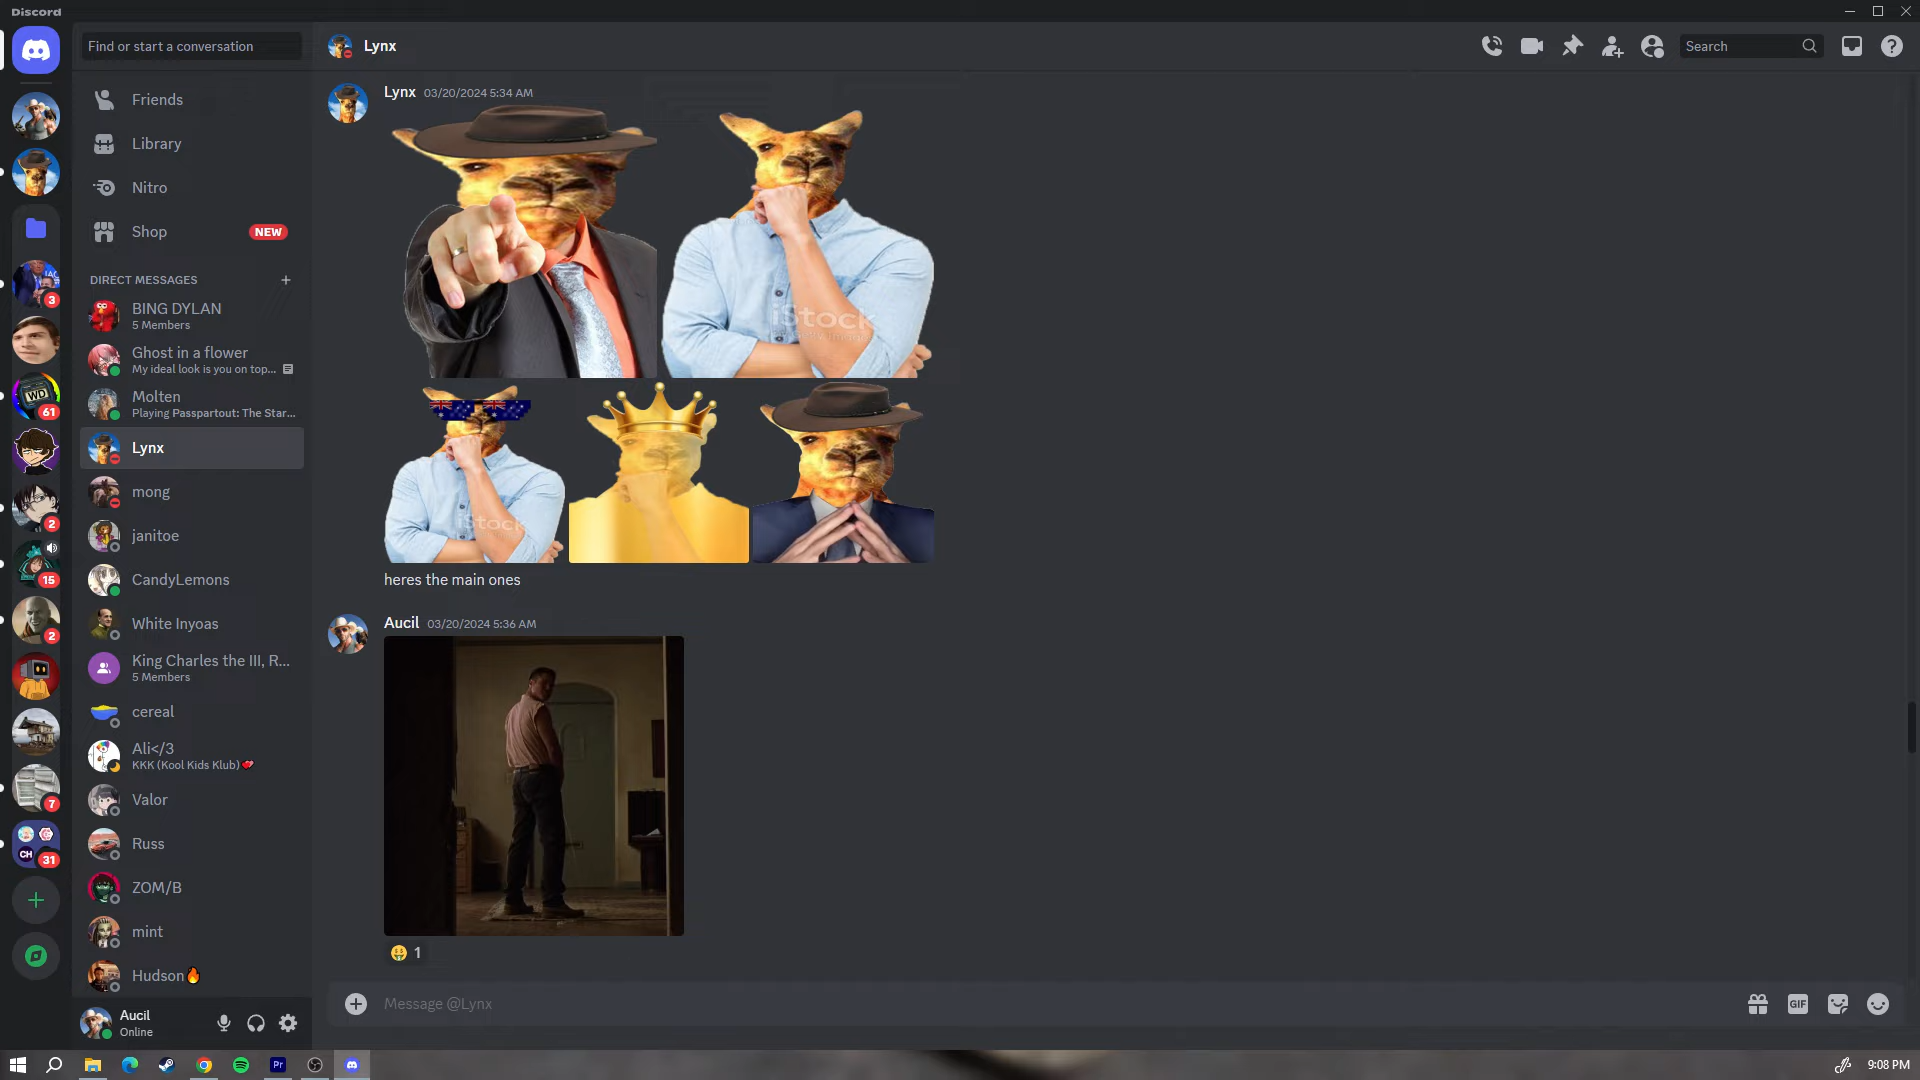 Discord
Find or start a conversation
Lynx
Search
Friends
Library
Nitro
Shop
NEW
DIRECT MESSAGES
BING DYLAN
5 Members
Ghost in a flower
My ideal look is you on top...
Molten
Playing Passpartout: The Star...
Lynx
mong
janitoe
CandyLemons
White Inyoas
King Charles the III, R...
5 Members
cereal
Ali</3
KKK (Kool Kids Klub)
Valor
Russ
ZOM/B
mint
Hudson
Aucil
Online
3
WD
61
2
15
2
7
CH
31
Lynx 03/20/2024 5:34 AM
iStock
iStock
heres the main ones
Aucil 03/20/2024 5:36 AM
1
Message @Lynx
GIF
Pr
9:08 PM